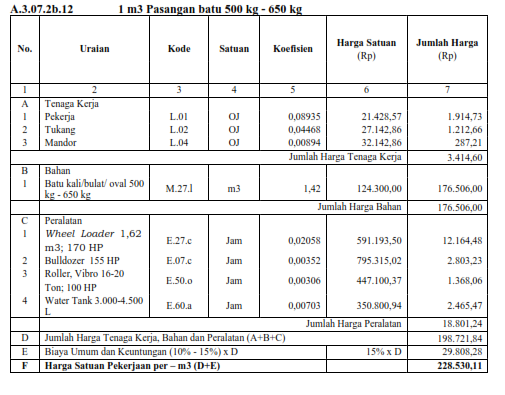 A.3.07.2b.12 1 m3 Pasangan batu 500 kg - 650 kg
No. Uraian Kode Satuan Koefisien Harga Satuan (Rp) Jumlah Harga (Rp)
1 2 3 4 5 6 7
A Tenaga Kerja
1 Pekerja L.01 OJ 0,08935 21.428,57 1.914,73
2 Tukang L.02 OJ 0,04468 27.142,86 1.212,66
3 Mandor L.04 OJ 0,00894 32.142,86 287,21
Jumlah Harga Tenaga Kerja 3.414,60
B Bahan
1 Batu kali/bulat/ oval 500
kg - 650 kg M.27.l m3 1,42 124.300,00 176.506,00
Jumlah Harga Bahan 176.506,00
C Peralatan
1 Wheel Loader 1,62
m3; 170 HP E.27.c Jam 0,02058 591.193,50 12.164,48
2 Bulldozer 155 HP E.07.c Jam 0,00352 795.315,02 2.803,23
3 Roller, Vibro 16-20
Ton; 100 HP E.50.o Jam 0,00306 447.100,37 1.368,06
4 Water Tank 3.000-4.500
L E.60.a Jam 0,00703 350.800,94 2.465,47
Jumlah Harga Peralatan 18.801,24
D Jumlah Harga Tenaga Kerja, Bahan dan Peralatan (A+B+C) 198.721,84
E Biaya Umum dan Keuntungan (10% - 15%) x D 15% x D 29.808,28
F Harga Satuan Pekerjaan per – m3 (D+E) 228.530,11